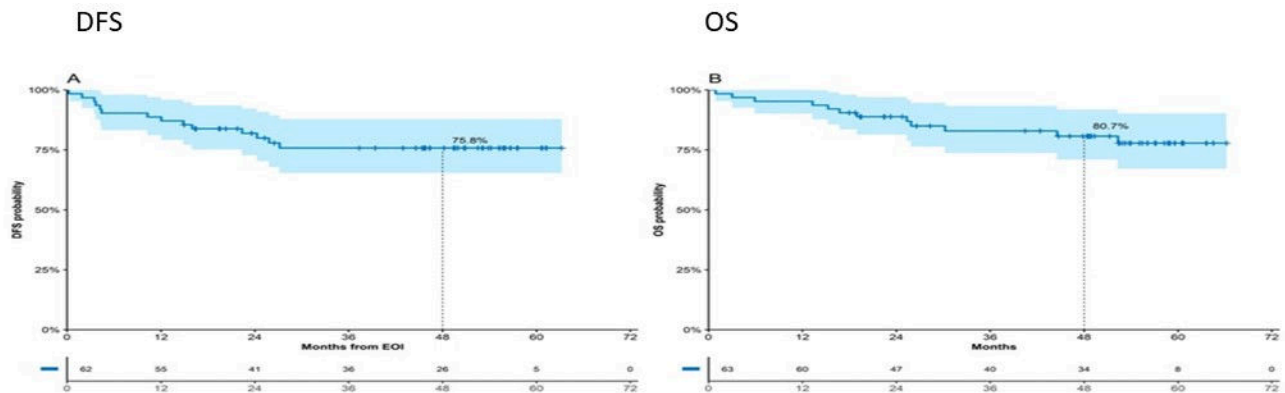 DFS
A
100%
75%
50%
25%
0%
DFS probability
75.8%
0 12 24 36 48 60 72
Months from EOI
62 55 41 36 26 5 0
0 12 24 36 48 60 72
OS
B
100%
75%
50%
25%
0%
OS probability
80.7%
0 12 24 36 48 60 72
Months
63 60 47 40 34 8 0
0 12 24 36 48 60 72